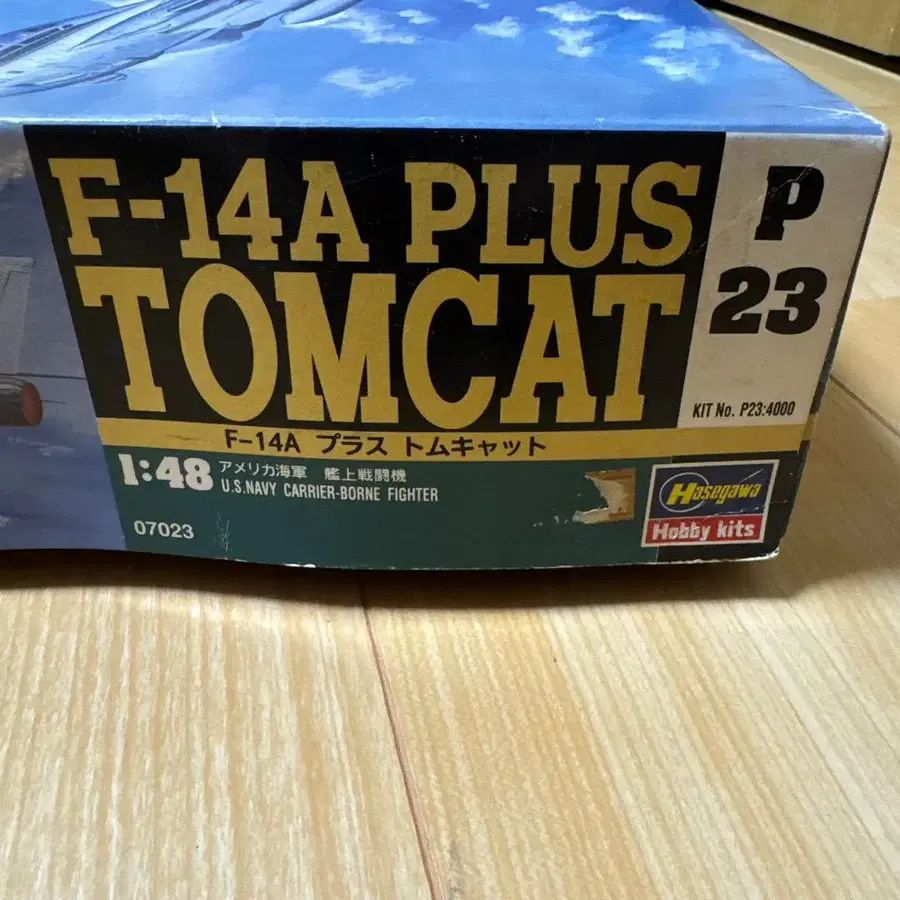 F-14A PLUS
TOMCAT
F-14A プラス トムキャット
1:48
アメリカ海軍 艦上戦闘機
U.S.NAVY CARRIER-BORNE FIGHTER
07023
P
23
KIT No. P23:4000
Hasegawa
Hobby kits